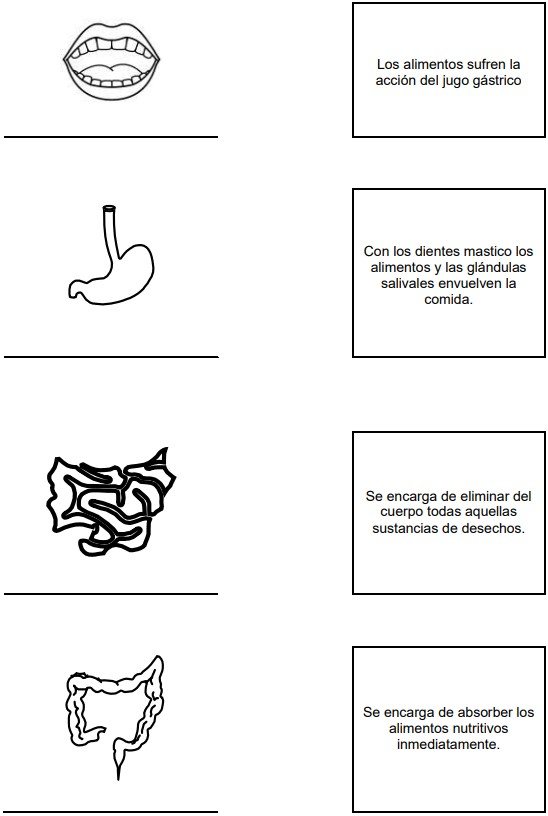 Los alimentos sufren la
acción del jugo gástrico
Con los dientes mastico los
alimentos y las glándulas
salivales envuelven la
comida.
Se encarga de eliminar del
cuerpo todas aquellas
sustancias de desechos.
Se encarga de absorber los
alimentos nutritivos
inmediatamente.